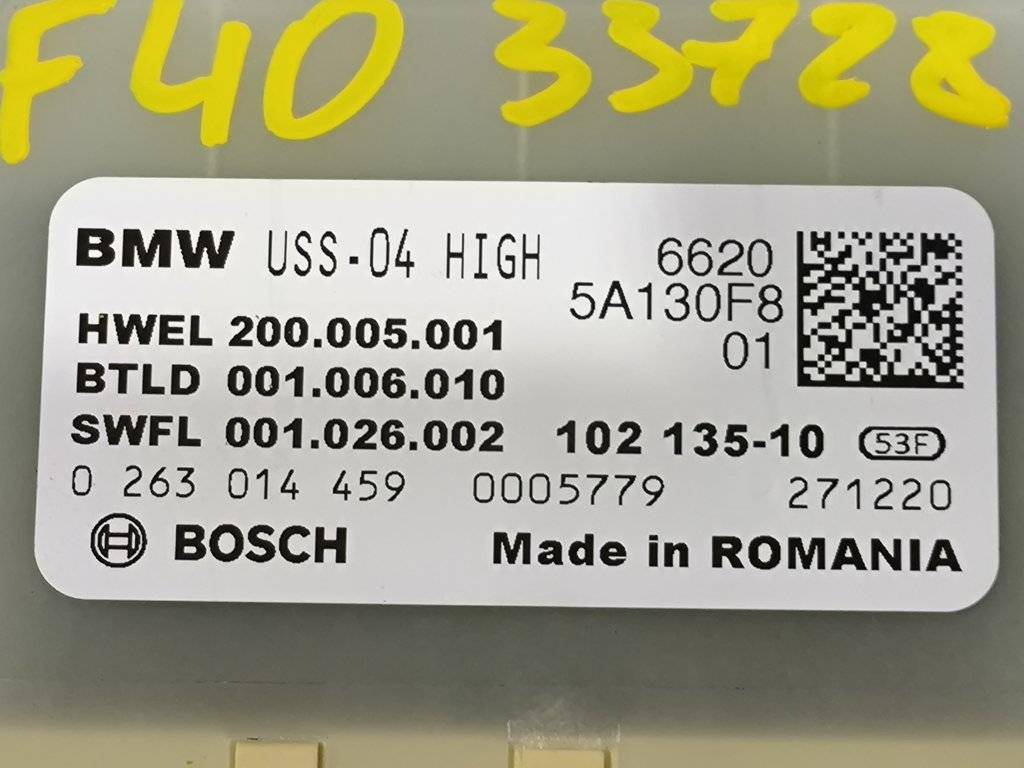 F40 33728
BMW USS-04 HIGH 6620
5A130F8
01
HWEL 200.005.001
BTLD 001.006.010
SWFL 001.026.002 102 135-10 53F
0 263 014 459 0005779 271220
BOSCH Made in ROMANIA